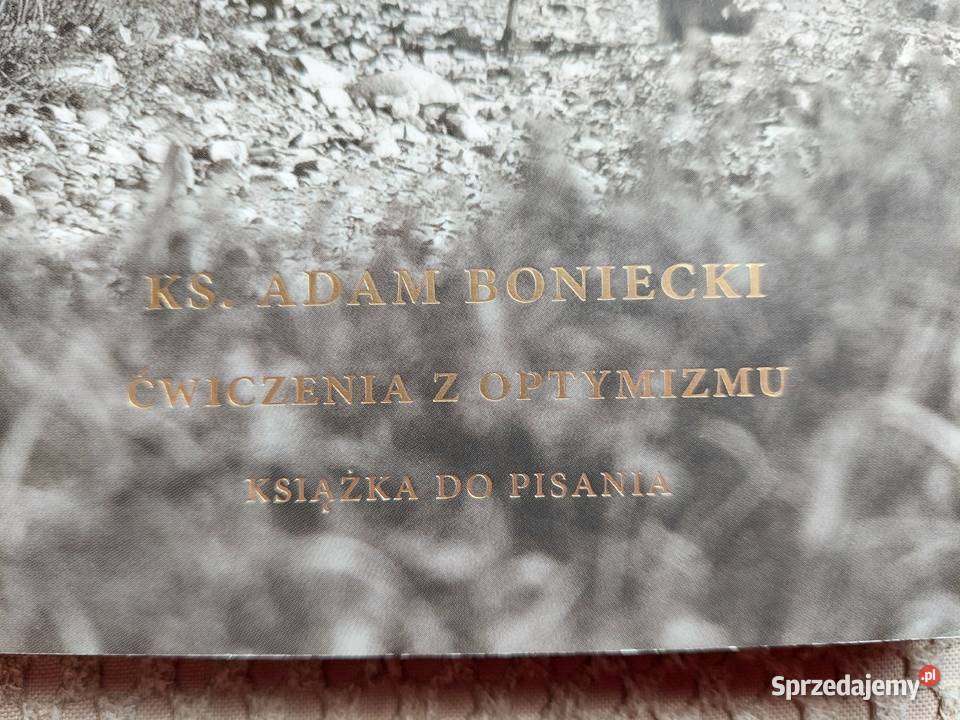 KS. ADAM BONIECKI
ĆWICZENIA Z OPTYMIZMU
KSIĄŻKA DO PISANIA
Sprzedajemy.pl